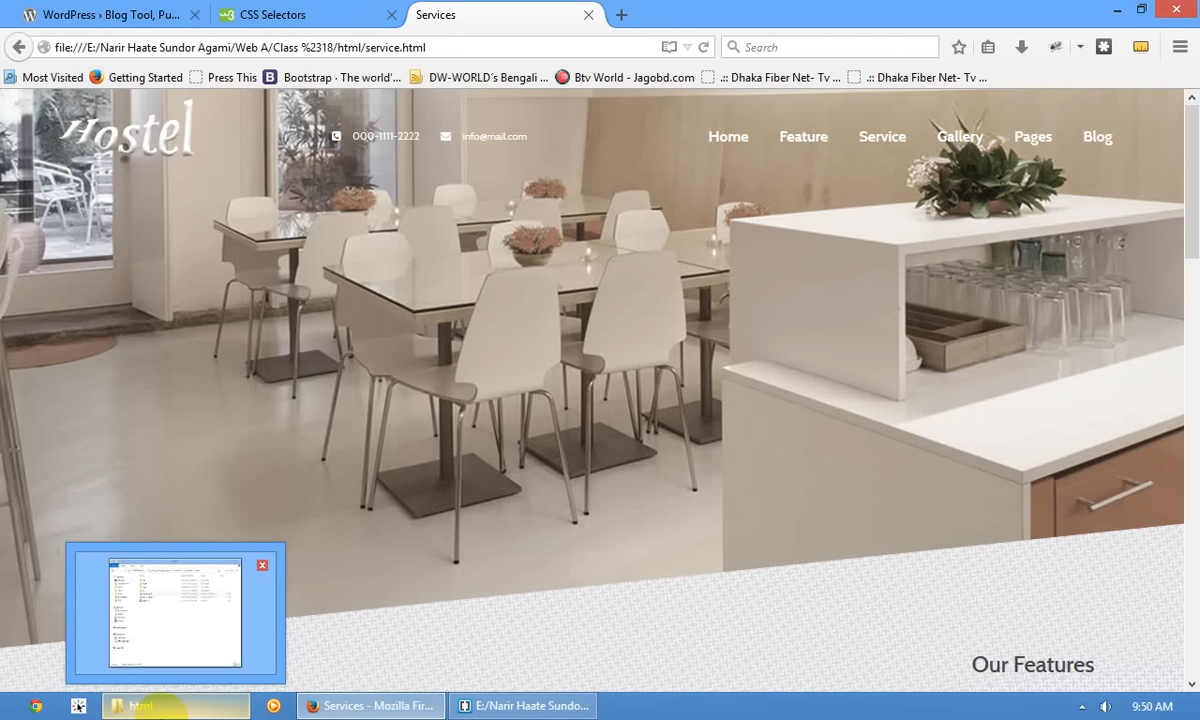 WordPress › Blog Tool, Pu...
CSS Selectors
Services
file:///E:/Narir Haate Sundor Agami/Web A/Class %2318/html/service.html
Search
Most Visited
Getting Started
Press This
Bootstrap · The world'...
DW-WORLD´s Bengali ...
Btv World - Jagobd.com
.:: Dhaka Fiber Net- Tv ...
.:: Dhaka Fiber Net- Tv ...
Hostel
000-1111-2222
info@mail.com
Home
Feature
Service
Gallery
Pages
Blog
Our Features
html
Services - Mozilla Fir...
E:/Narir Haate Sundo...
9:50 AM